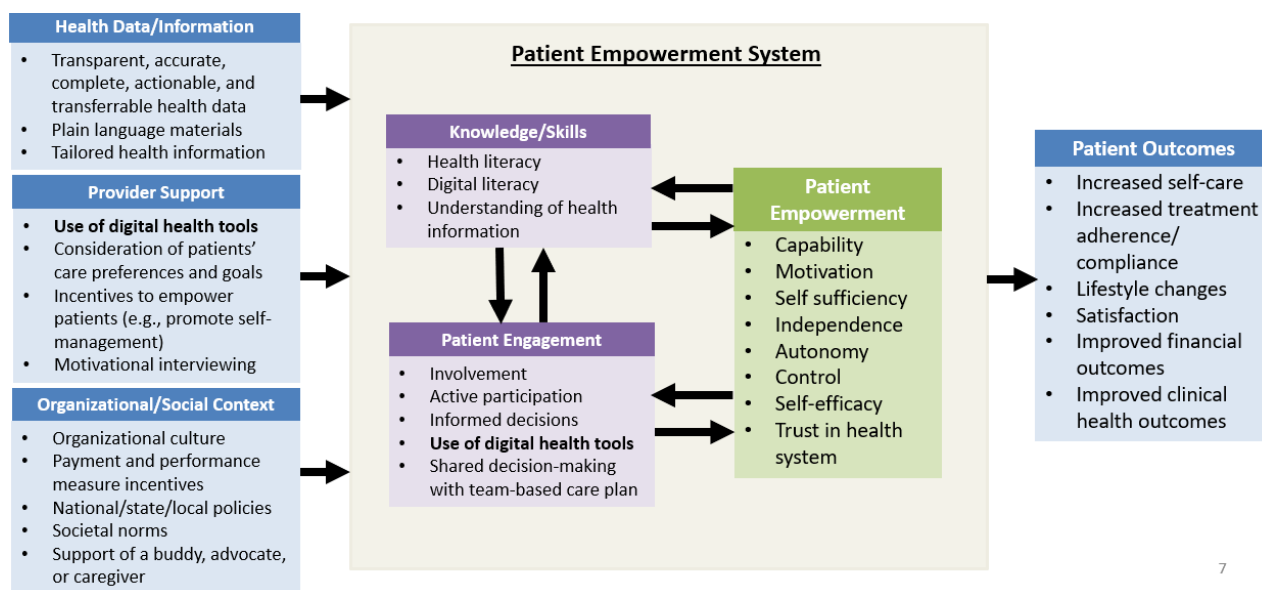 Health Data/Information
• Transparent, accurate,
complete, actionable, and
transferrable health data
• Plain language materials
• Tailored health information
Provider Support
• Use of digital health tools
• Consideration of patients’
care preferences and goals
• Incentives to empower
patients (e.g., promote self-
management)
• Motivational interviewing
Organizational/Social Context
• Organizational culture
• Payment and performance
measure incentives
• National/state/local policies
• Societal norms
• Support of a buddy, advocate,
or caregiver
Patient Empowerment System
Knowledge/Skills
• Health literacy
• Digital literacy
• Understanding of health
information
Patient Engagement
• Involvement
• Active participation
• Informed decisions
• Use of digital health tools
• Shared decision-making
with team-based care plan
Patient
Empowerment
• Capability
• Motivation
• Self sufficiency
• Independence
• Autonomy
• Control
• Self-efficacy
• Trust in health
system
Patient Outcomes
• Increased self-care
• Increased treatment
adherence/
compliance
• Lifestyle changes
• Satisfaction
• Improved financial
outcomes
• Improved clinical
health outcomes
7